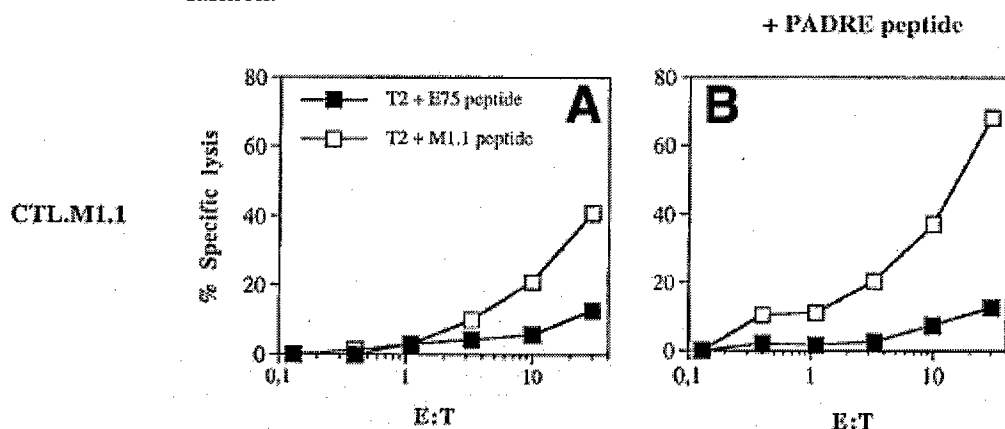 + PADRE peptide
80
60
40
20
0
% Specific lysis
T2 + E75 peptide
T2 + M1.1 peptide
A
0,1
1
10
E:T
80
60
40
20
0
B
0,1
1
10
E:T
CTL.M1.1